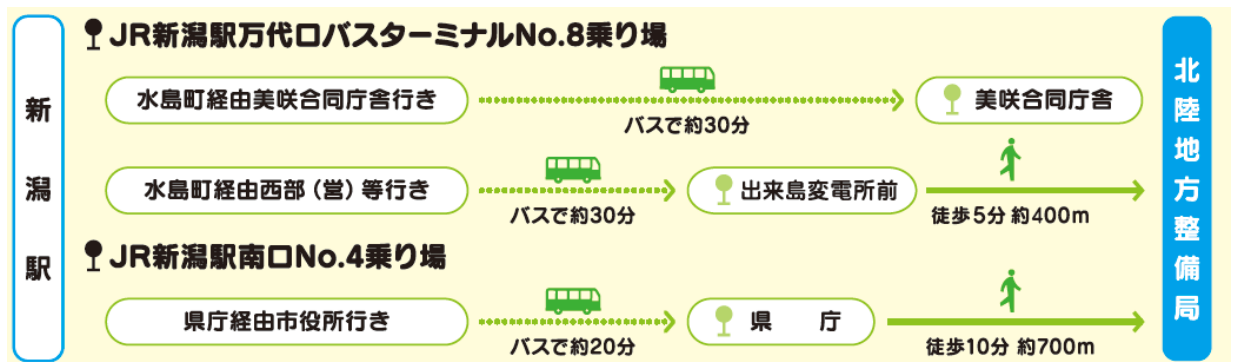 新潟駅
JR新潟駅万代口バスターミナルNo.8乗り場
水島町経由美咲合同庁舎行き
バスで約30分
美咲合同庁舎
水島町経由西部（営）等行き
バスで約30分
出来島変電所前
徒歩5分 約400m
JR新潟駅南口No.4乗り場
県庁経由市役所行き
バスで約20分
県　庁
徒歩10分 約700m
北陸地方整備局